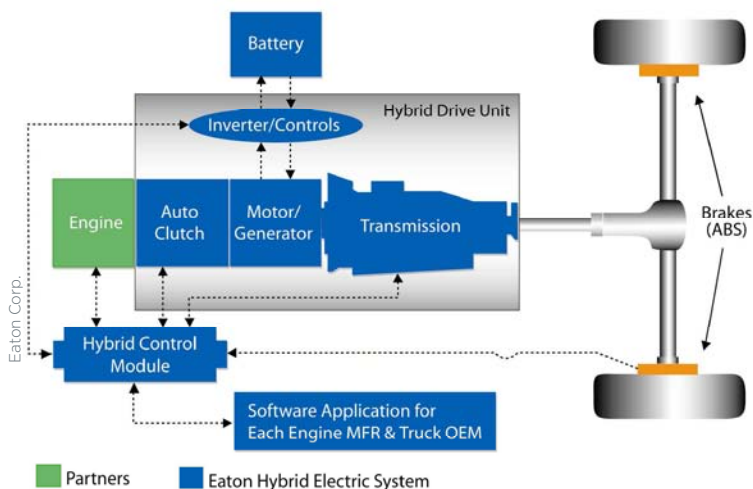 Battery
Hybrid Drive Unit
Inverter/Controls
Engine
Auto
Clutch
Motor/
Generator
Transmission
Brakes
(ABS)
Eaton Corp.
Hybrid Control
Module
Software Application for
Each Engine MFR & Truck OEM
Partners
Eaton Hybrid Electric System